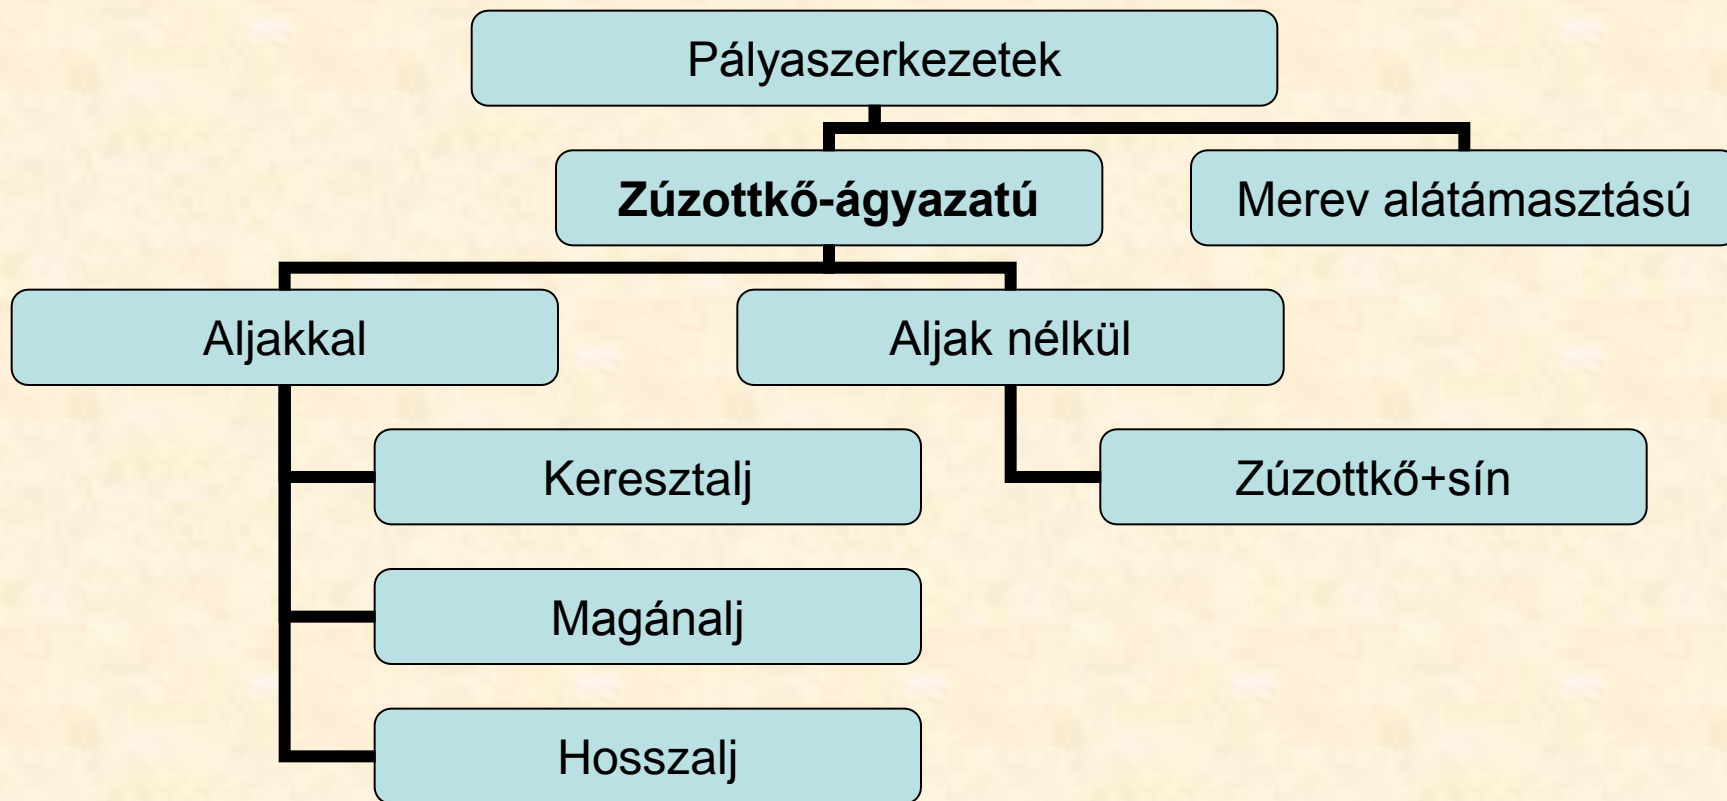 Pályaszerkezetek
Zúzottkő-ágyazatú
Merev alátámasztású
Aljakkal
Aljak nélkül
Keresztalj
Zúzottkő+sín
Magánalj
Hosszalj